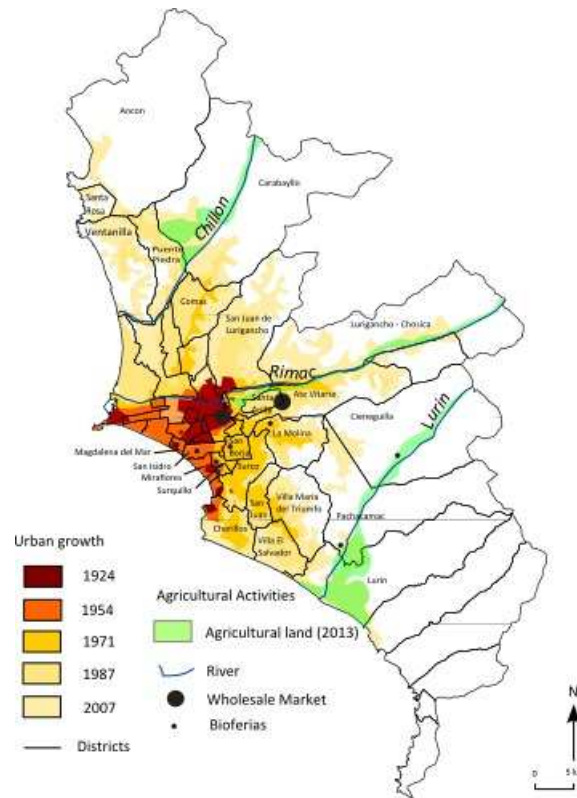 Ancon
Carabayllo
Santa
Rosa
Ventanilla
Chillon
Puente
Piedra
Comas
San Juan de
Lurigancho
Lurigancho - Chosica
Rimac
Santa
Ate Vitarte
Cieneguilla
Lurin
La Molina
Magdalena del Mar
San Isidro
Miraflores
Surquillo
San
Borja
Surco
Villa Maria
del Triunfo
San
Juan
Pachacamac
Chorillos
Villa El
Salvador
Lurin
Urban growth
1924
1954
1971
1987
2007
Districts
Agricultural Activities
Agricultural land (2013)
River
Wholesale Market
Bioferias
N
0